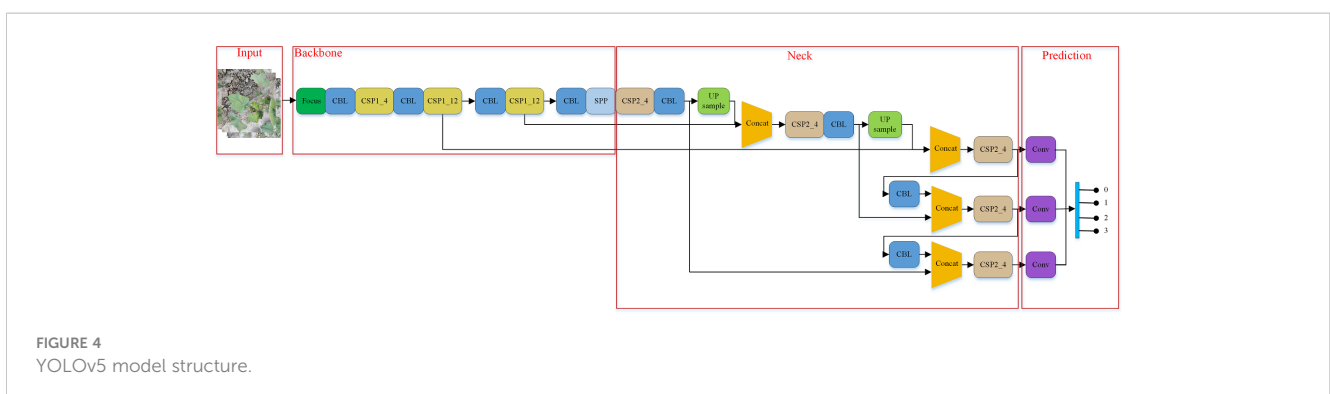 Input
Backbone
Neck
Prediction
Focus CBL CSP1_4 CBL CSP1_12 CBL CSP1_12 CBL SPP CSP2_4 CBL
UP
sample
Concat
CSP2_4 CBL
UP
sample
Concat
CSP2_4
Conv
CBL
Concat
CSP2_4
Conv
CBL
Concat
CSP2_4
Conv
0
1
2
3
FIGURE 4
YOLOv5 model structure.